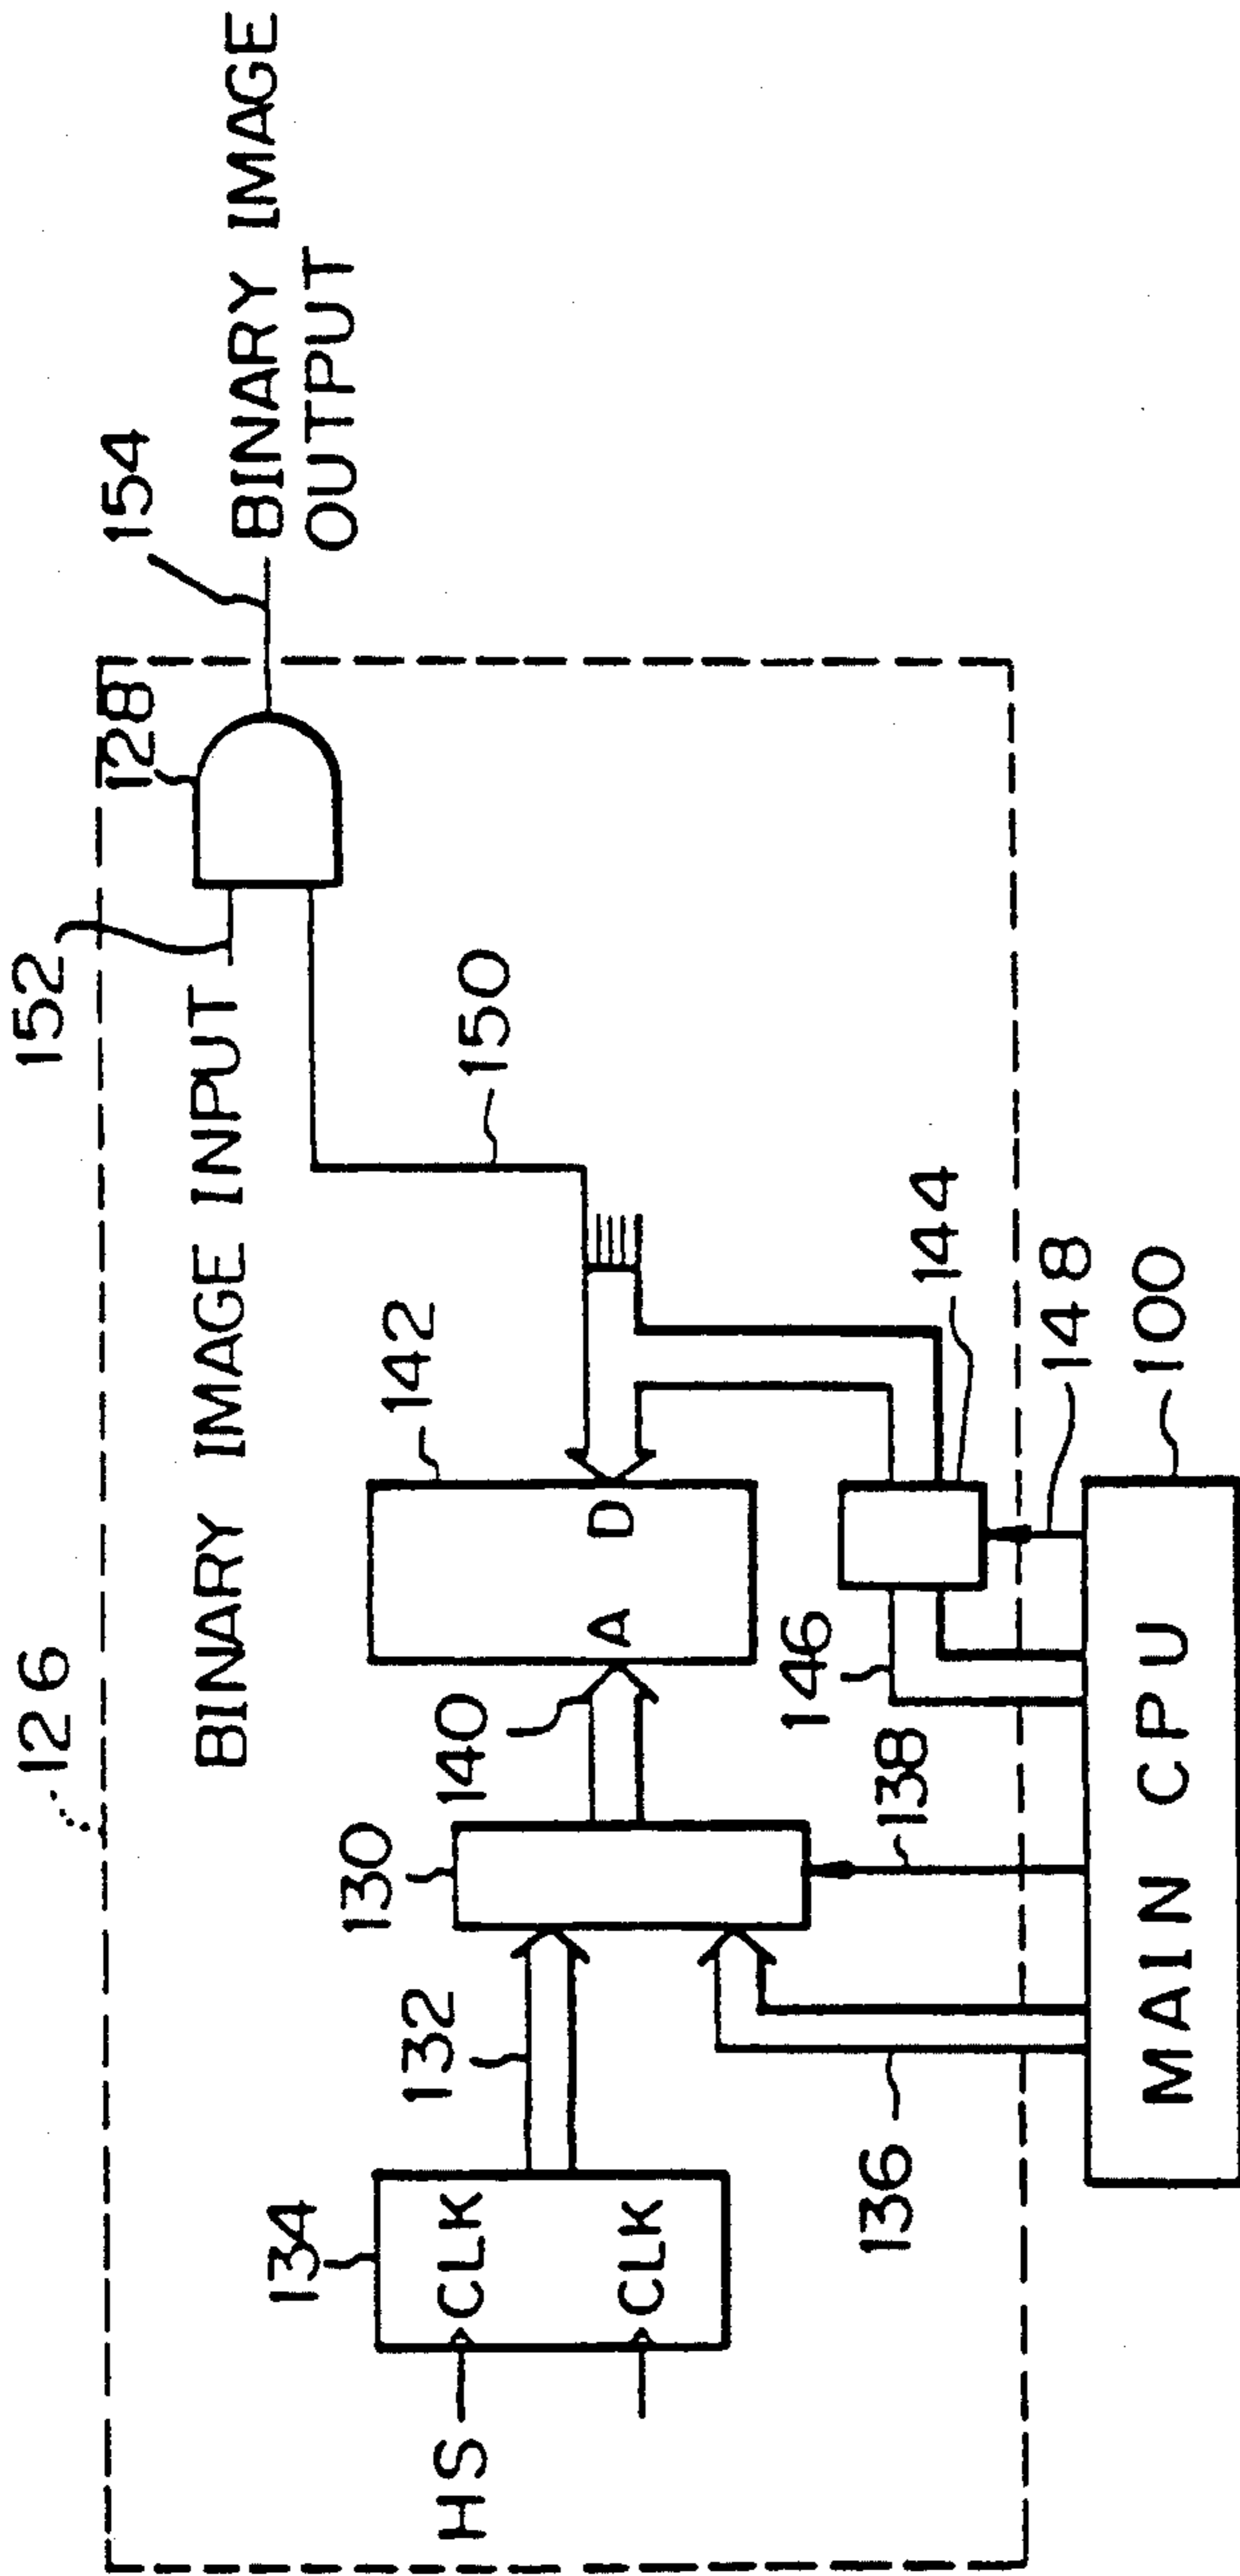 126
152
BINARY IMAGE INPUT
128
154
BINARY IMAGE
OUTPUT
134
HS
CLK
CLK
132
130
140
142
A
D
150
136
138
146
144
148
MAIN CPU
100